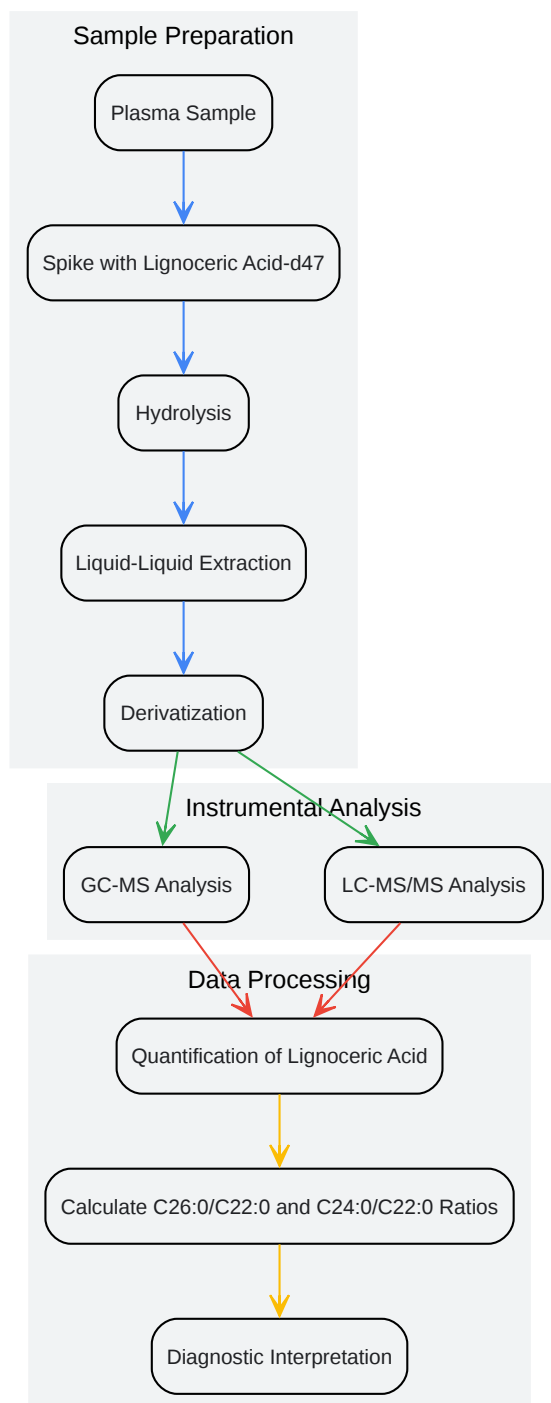 Sample Preparation
Plasma Sample
Spike with Lignoceric Acid-d47
Hydrolysis
Liquid-Liquid Extraction
Derivatization
Instrumental Analysis
GC-MS Analysis
LC-MS/MS Analysis
Data Processing
Quantification of Lignoceric Acid
Calculate C26:0/C22:0 and C24:0/C22:0 Ratios
Diagnostic Interpretation